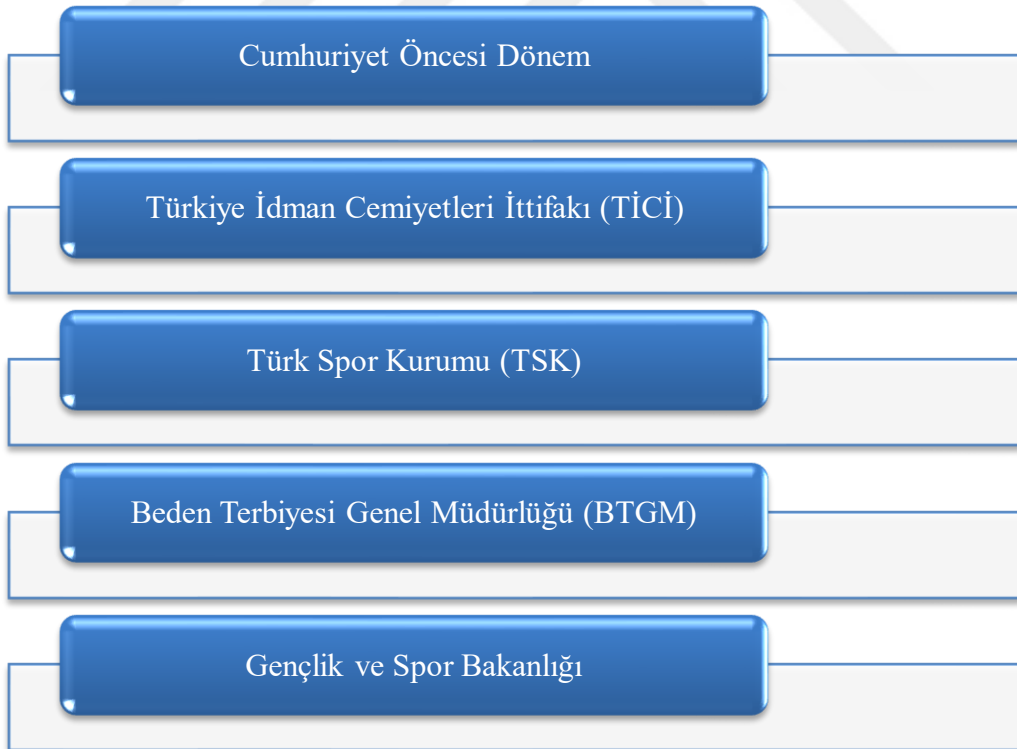 Cumhuriyet Öncesi Dönem
Türkiye İdman Cemiyetleri İttifakı (TİCİ)
Türk Spor Kurumu (TSK)
Beden Terbiyesi Genel Müdürlüğü (BTGM)
Gençlik ve Spor Bakanlığı